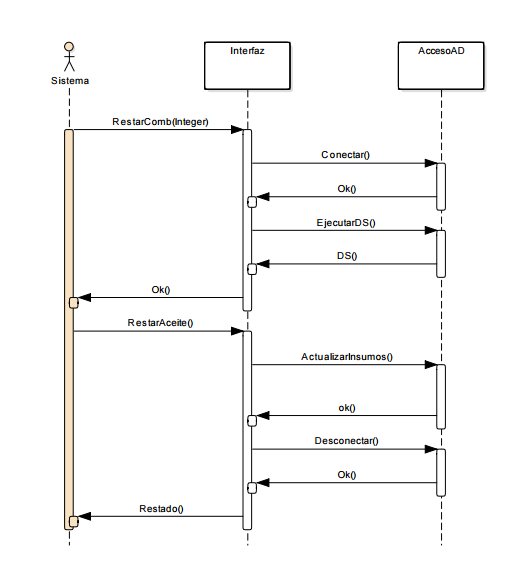 Interfaz
AccesoAD
Sistema
RestarComb(Integer)
Conectar()
Ok()
EjecutarDS()
DS()
Ok()
RestarAceite()
ActualizarInsumos()
ok()
Desconectar()
Ok()
Restado()